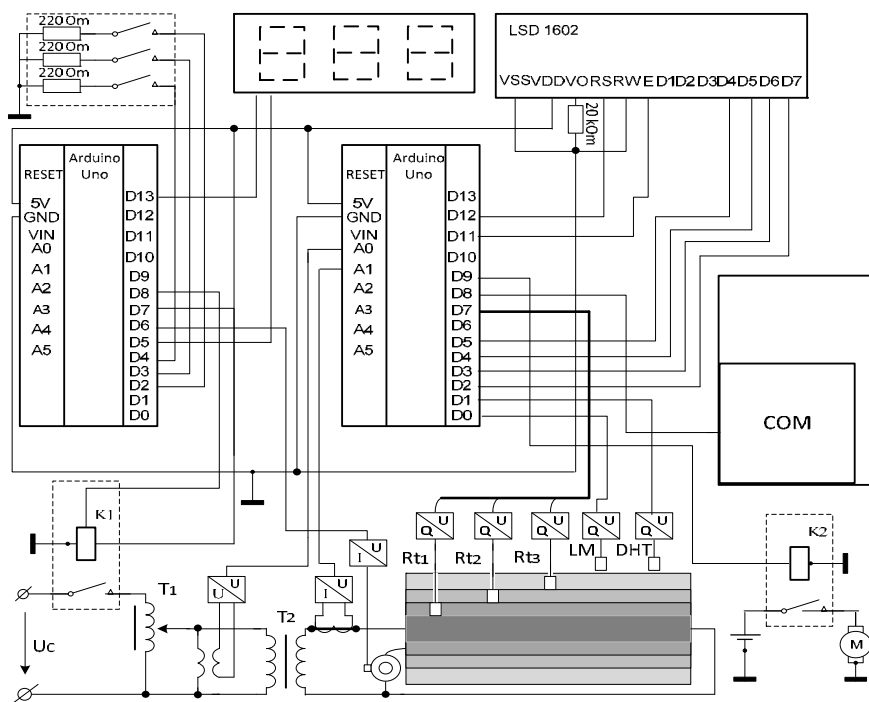 220 Om
220 Om
220 Om
LSD 1602
VSSVDDVORSRWE D1D2 D3D4D5D6 D7
20 kOm
RESET
Arduino
Uno
5V
GND
VIN
A0
A1
A2
A3
A4
A5
D13
D12
D11
D10
D9
D8
D7
D6
D5
D4
D3
D2
D1
D0
RESET
Arduino
Uno
5V
GND
VIN
A0
A1
A2
A3
A4
A5
D13
D12
D11
D10
D9
D8
D7
D6
D5
D4
D3
D2
D1
D0
COM
K1
T1
Uc
U
U
T2
U
I
U
I
U
Q
Rt1
U
Q
Rt2
U
Q
Rt3
U
Q
LM
U
Q
DHT
K2
M